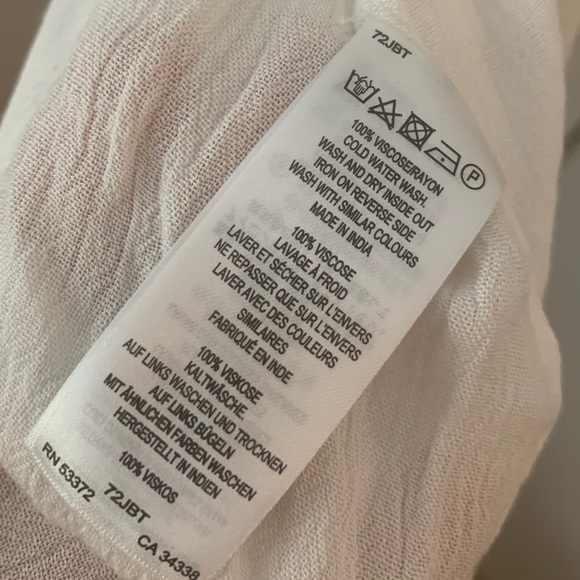 72JBT
P
100% VISCOSE/RAYON
COLD WATER WASH.
WASH AND DRY INSIDE OUT
IRON ON REVERSE SIDE
WASH WITH SIMILAR COLOURS
MADE IN INDIA
100% VISCOSE
LAVAGE À FROID
LAVER ET SÉCHER SUR L'ENVERS
NE REPASSER QUE SUR L'ENVERS
LAVER AVEC DES COULEURS
SIMILAIRES
FABRIQUÉ EN INDE
100% VISKOSE
KALTWÄSCHE
AUF LINKS WASCHEN UND TROCKNEN
AUF LINKS BÜGELN
MIT ÄHNLICHEN FARBEN WASCHEN
HERGESTELLT IN INDIEN
100% VISKOS
RN 53372 72JBT CA 34338